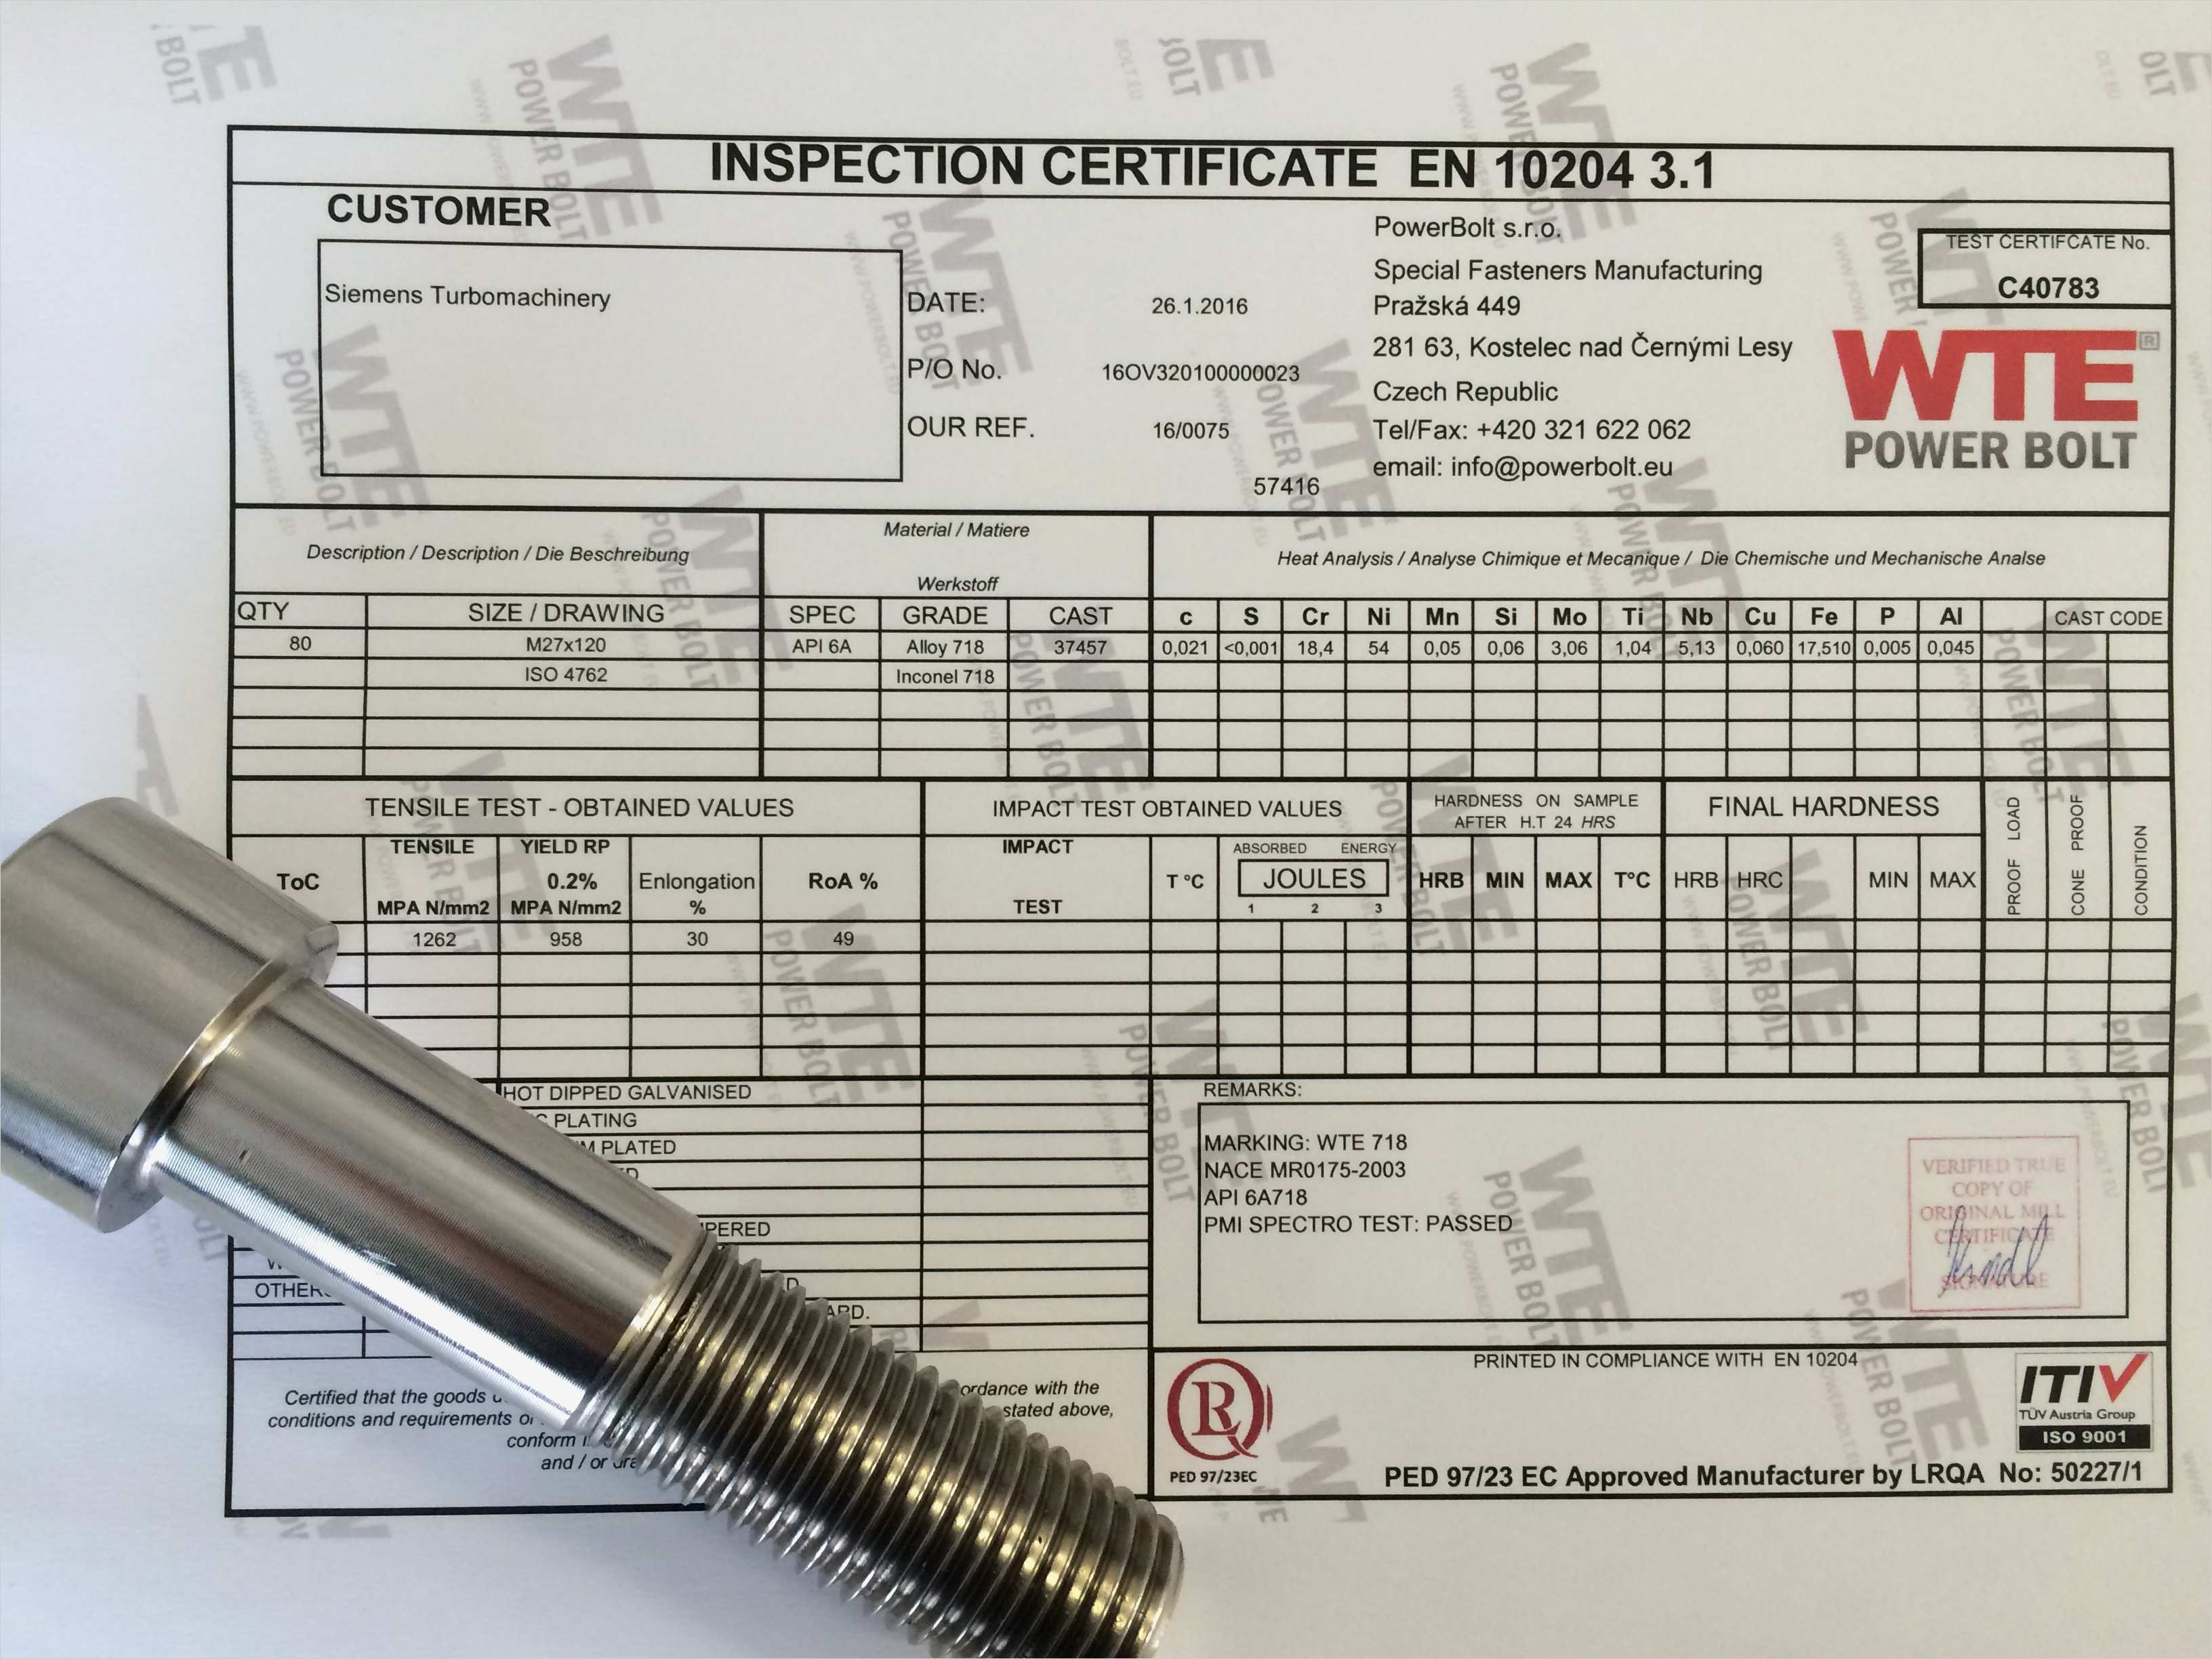 INSPECTION CERTIFICATE EN 10204 3.1
CUSTOMER
Siemens Turbomachinery
DATE: 26.1.2016
P/O No. 16OV320100000023
OUR REF. 16/0075
57416
PowerBolt s.r.o.
Special Fasteners Manufacturing
Pražská 449
281 63, Kostelec nad Černými Lesy
Czech Republic
Tel/Fax: +420 321 622 062
email: info@powerbolt.eu
TEST CERTIFCATE No.
C40783
WTE®
POWER BOLT
Description / Description / Die Beschreibung
Material / Matiere
Werkstoff
Heat Analysis / Analyse Chimique et Mecanique / Die Chemische und Mechanische Analse
QTY SIZE / DRAWING SPEC GRADE CAST c S Cr Ni Mn Si Mo Ti Nb Cu Fe P Al CAST CODE
80 M27x120 API 6A Alloy 718 37457 0,021 <0,001 18,4 54 0,05 0,06 3,06 1,04 5,13 0,060 17,510 0,005 0,045
ISO 4762 Inconel 718
TENSILE TEST - OBTAINED VALUES
IMPACT TEST OBTAINED VALUES
HARDNESS ON SAMPLE
AFTER H.T 24 HRS
FINAL HARDNESS
PROOF LOAD
CONE PROOF
CONDITION
TENSILE YIELD RP IMPACT ABSORBED ENERGY
ToC 0.2% Enlongation RoA % T °C JOULES HRB MIN MAX T°C HRB HRC MIN MAX
MPA N/mm2 MPA N/mm2 % TEST 1 2 3
1262 958 30 49
HOT DIPPED GALVANISED
PLATING
PLATED
OTHER
REMARKS:
MARKING: WTE 718
NACE MR0175-2003
API 6A718
PMI SPECTRO TEST: PASSED
VERIFIED TRUE
COPY OF
ORIGINAL MILL
CERTIFICATE
SIGNATURE
Certified that the goods
ordance with the
conditions and requirements
stated above,
conform
and / or
PRINTED IN COMPLIANCE WITH EN 10204
LRQ
PED 97/23EC
PED 97/23 EC Approved Manufacturer by LRQA No: 50227/1
ITIV
TÜV Austria Group
ISO 9001